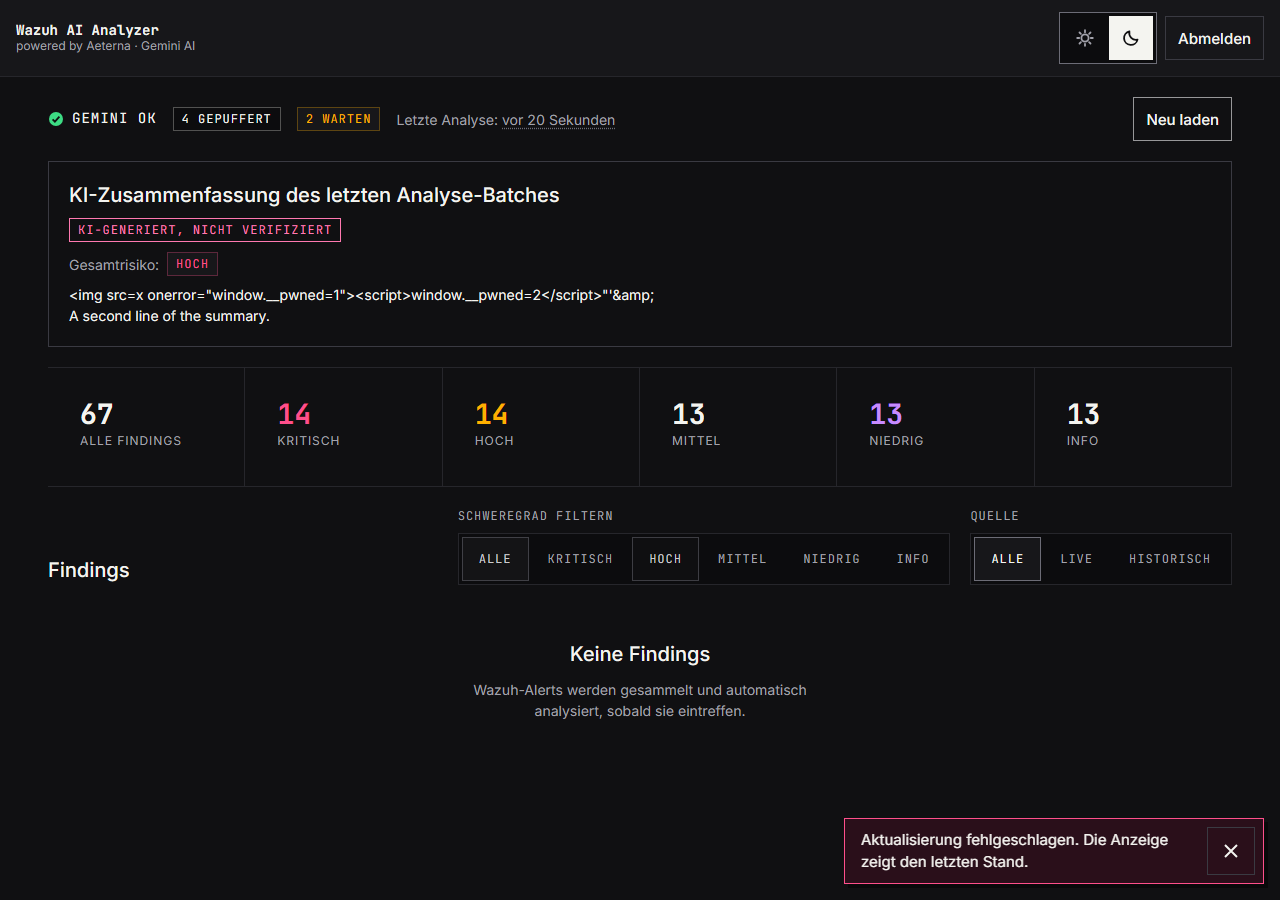 Wazuh AI Analyzer
powered by Aeterna · Gemini AI
Abmelden
GEMINI OK
4 GEPUFFERT
2 WARTEN
Letzte Analyse: vor 20 Sekunden
Neu laden
KI-Zusammenfassung des letzten Analyse-Batches
KI-GENERIERT, NICHT VERIFIZIERT
Gesamtrisiko: HOCH
<img src=x onerror="window.__pwned=1"><script>window.__pwned=2</script>"'&amp;
A second line of the summary.
67
ALLE FINDINGS
14
KRITISCH
14
HOCH
13
MITTEL
13
NIEDRIG
13
INFO
Findings
SCHWEREGRAD FILTERN
ALLE KRITISCH HOCH MITTEL NIEDRIG INFO
QUELLE
ALLE LIVE HISTORISCH
Keine Findings
Wazuh-Alerts werden gesammelt und automatisch
analysiert, sobald sie eintreffen.
Aktualisierung fehlgeschlagen. Die Anzeige
zeigt den letzten Stand.